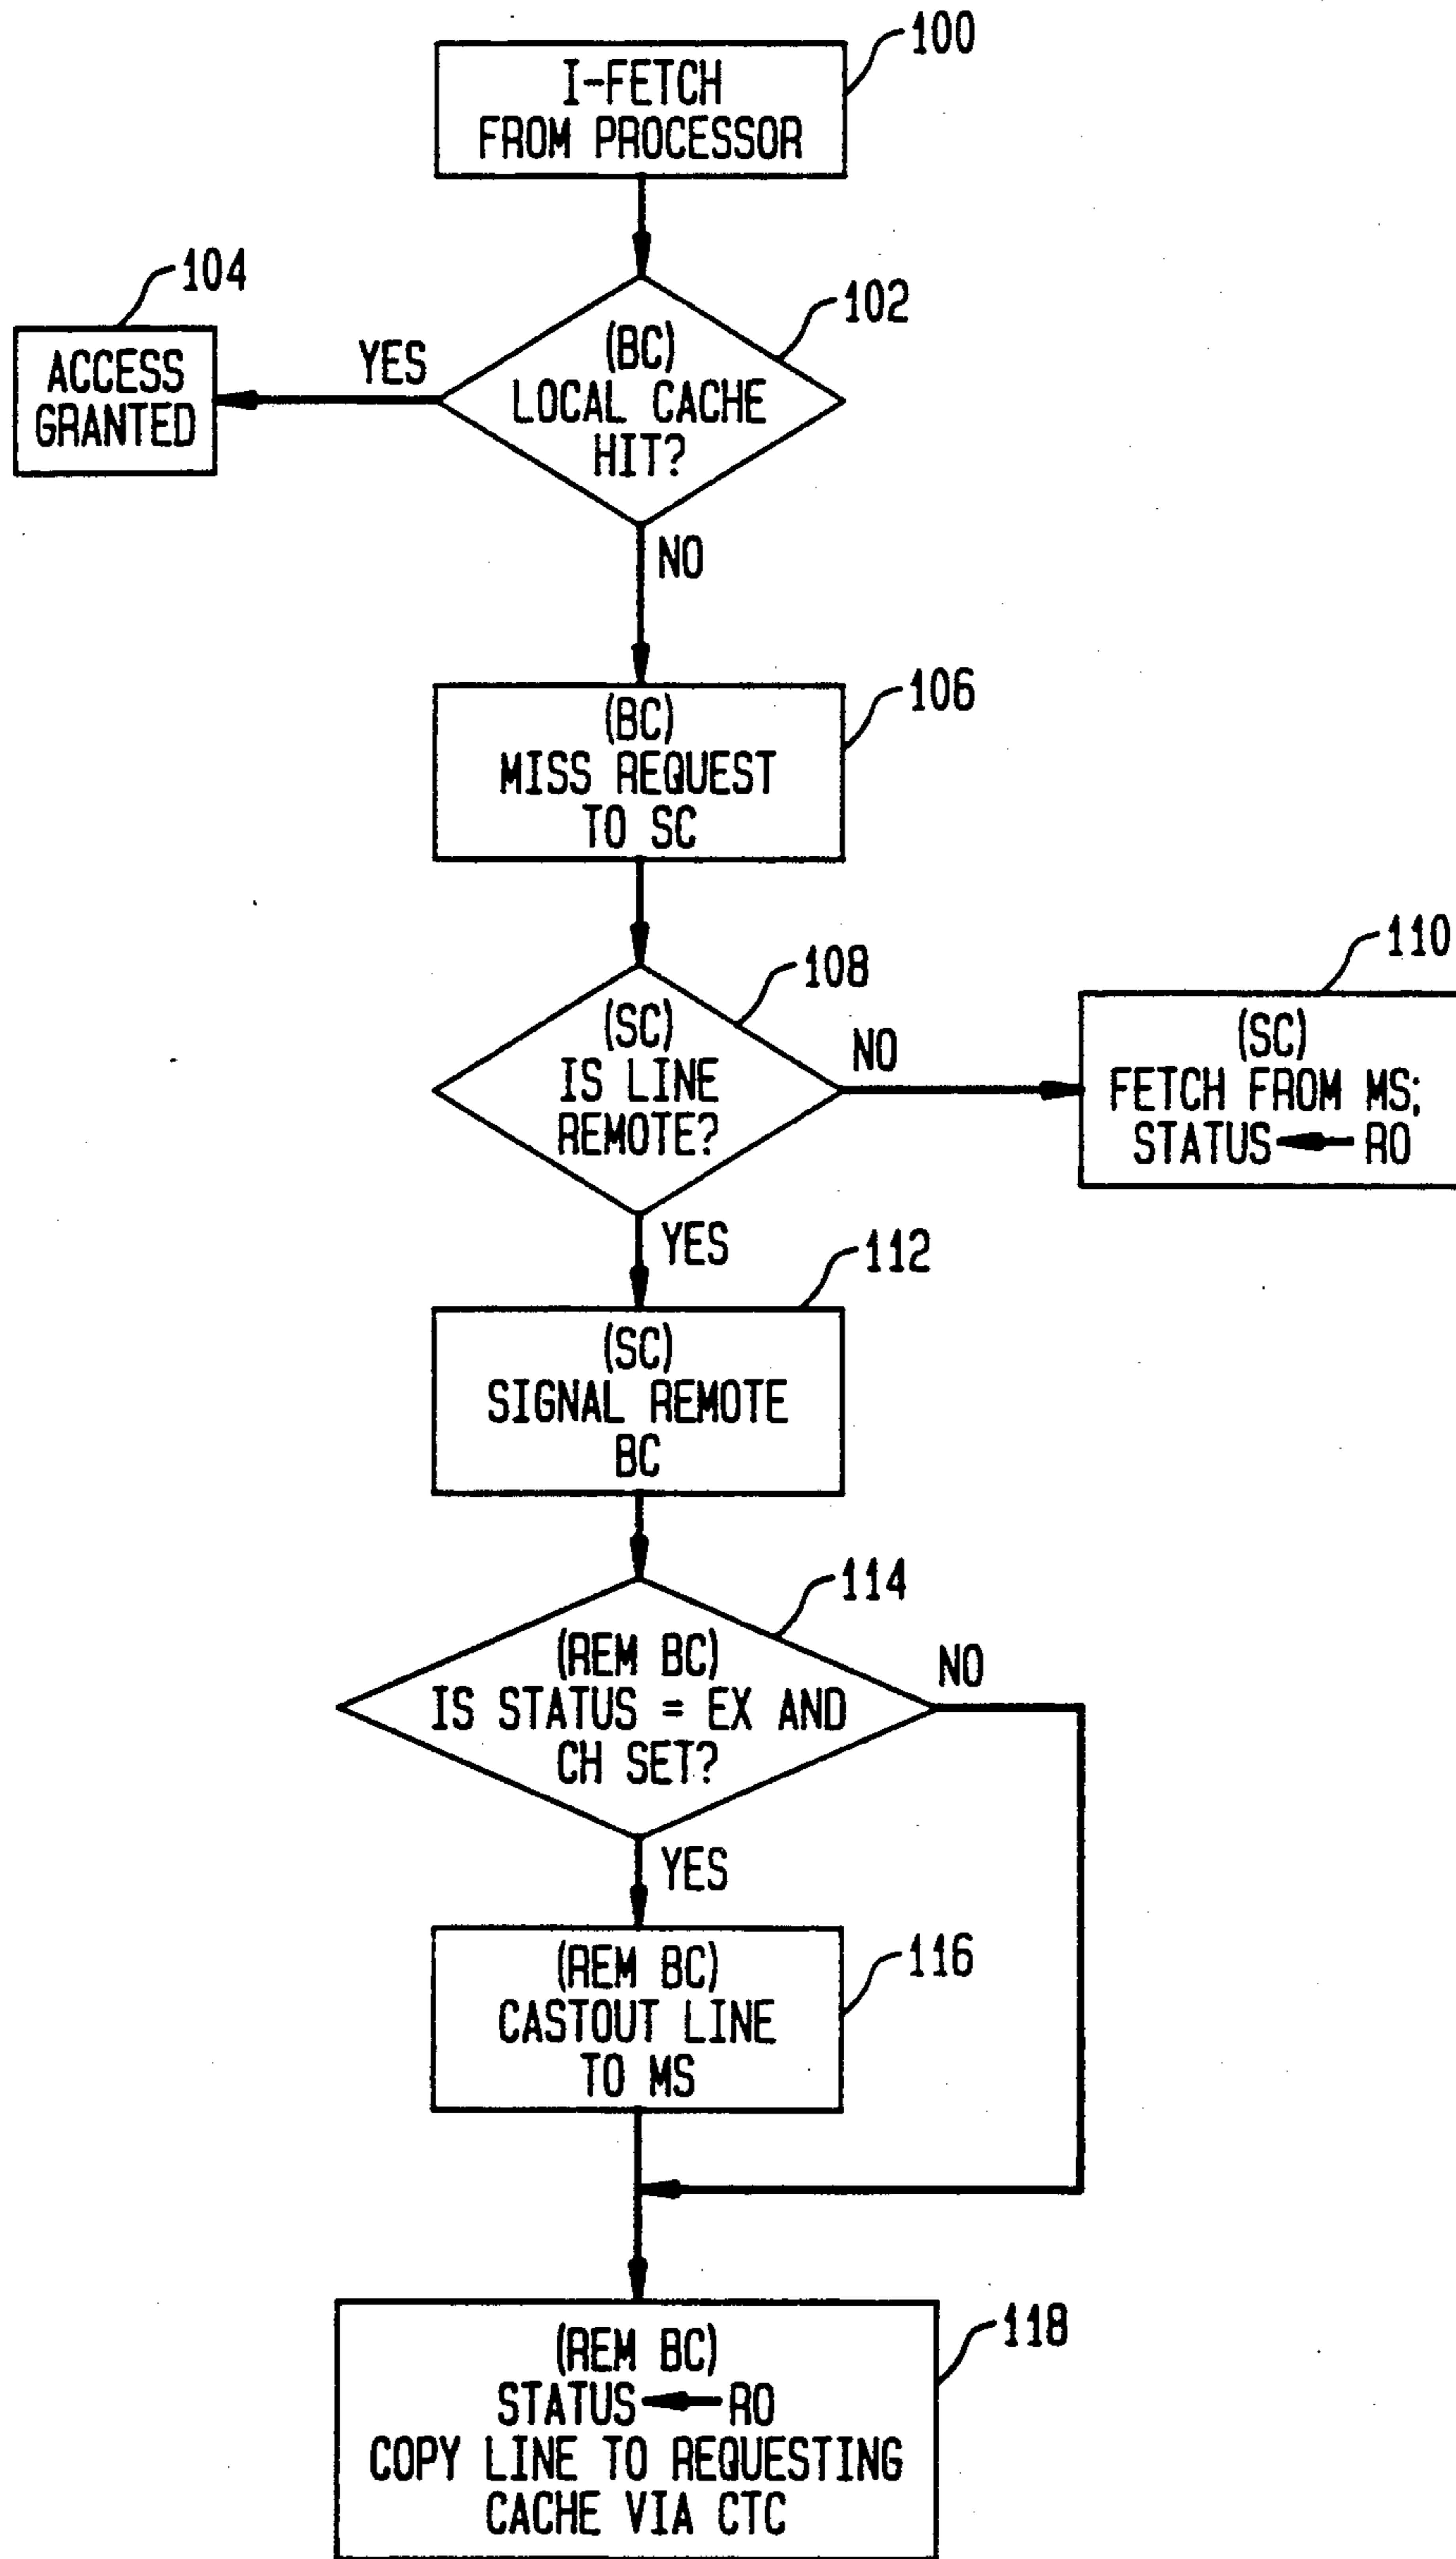 100
I-FETCH
FROM PROCESSOR
104
102
ACCESS
GRANTED
YES
(BC)
LOCAL CACHE
HIT?
NO
106
(BC)
MISS REQUEST
TO SC
108
110
(SC)
IS LINE
REMOTE?
NO
(SC)
FETCH FROM MS;
STATUS ← RO
YES
112
(SC)
SIGNAL REMOTE
BC
114
(REM BC)
IS STATUS = EX AND
CH SET?
NO
YES
116
(REM BC)
CASTOUT LINE
TO MS
118
(REM BC)
STATUS ← RO
COPY LINE TO REQUESTING
CACHE VIA CTC